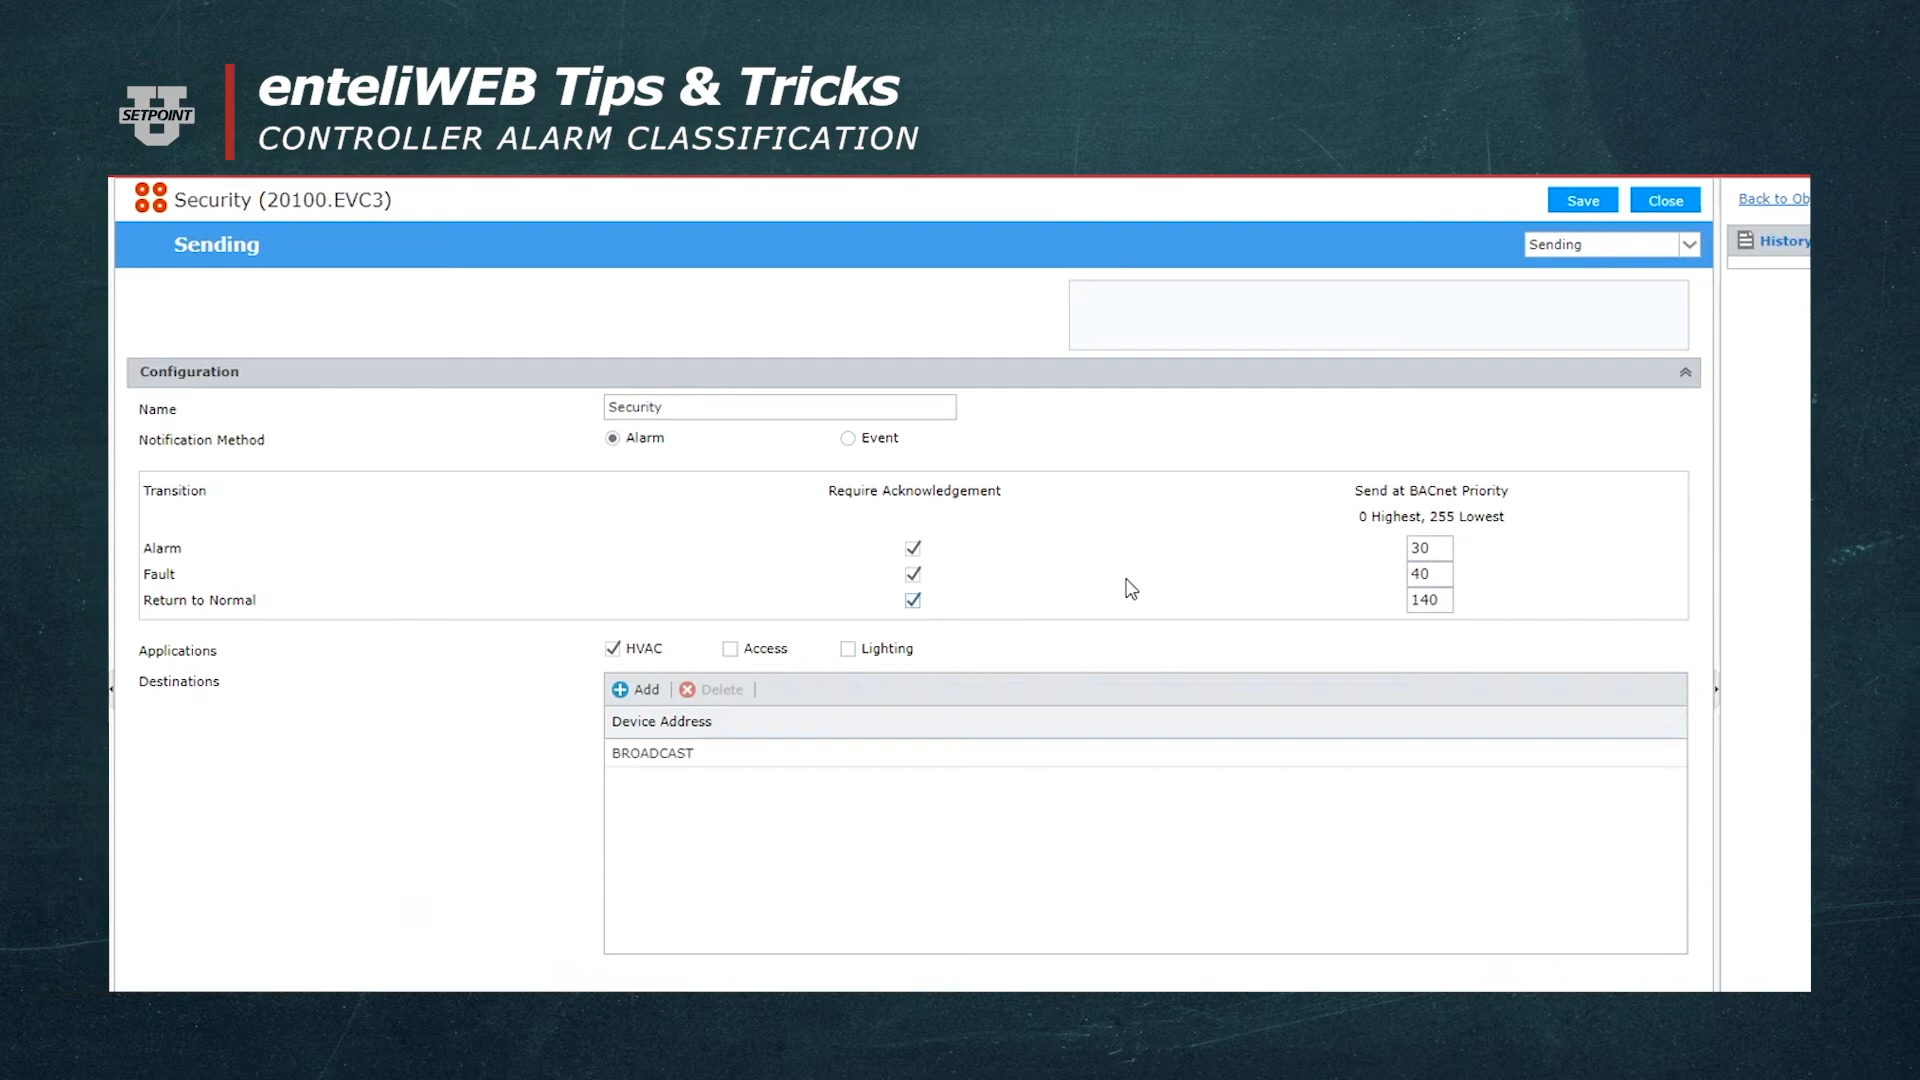 enteliWEB Tips & Tricks
SETPOINT U
CONTROLLER ALARM CLASSIFICATION
Security (20100.EVC3)
Save
Close
Back to Ob
Sending
Sending
History
Configuration
Name
Security
Notification Method
Alarm
Event
Transition
Require Acknowledgement
Send at BACnet Priority
0 Highest, 255 Lowest
Alarm
30
Fault
40
Return to Normal
140
Applications
HVAC
Access
Lighting
Destinations
Add
Delete
Device Address
BROADCAST